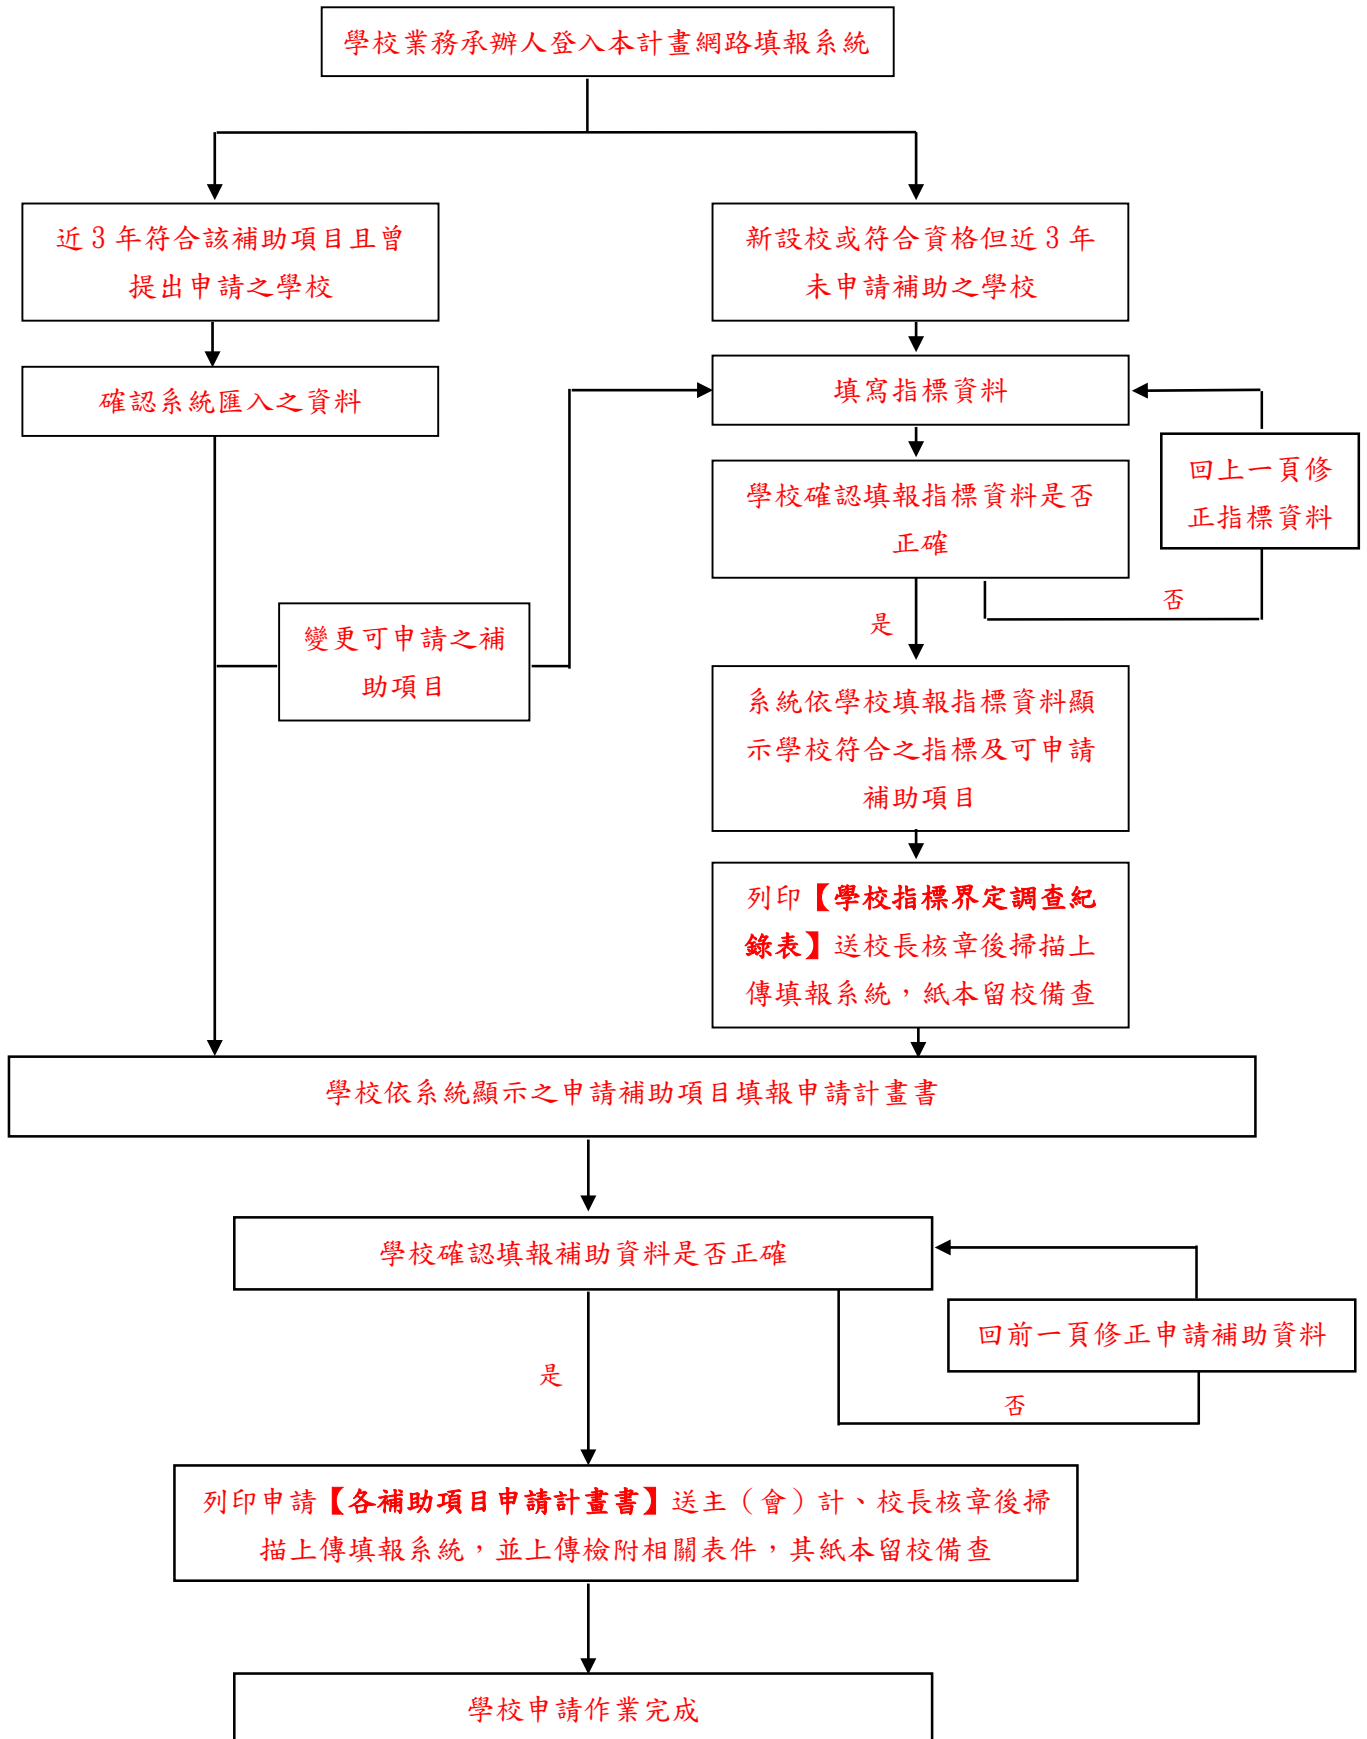 學校業務承辦人登入本計畫網路填報系統
近3年符合該補助項目且曾
提出申請之學校
新設校或符合資格但近3年
未申請補助之學校
確認系統匯入之資料
填寫指標資料
回上一頁修
正指標資料
學校確認填報指標資料是否
正確
否
是
變更可申請之補
助項目
系統依學校填報指標資料顯
示學校符合之指標及可申請
補助項目
列印【學校指標界定調查紀
錄表】送校長核章後掃描上
傳填報系統，紙本留校備查
學校依系統顯示之申請補助項目填報申請計畫書
學校確認填報補助資料是否正確
回前一頁修正申請補助資料
是
否
列印申請【各補助項目申請計畫書】送主（會）計、校長核章後掃
描上傳填報系統，並上傳檢附相關表件，其紙本留校備查
學校申請作業完成